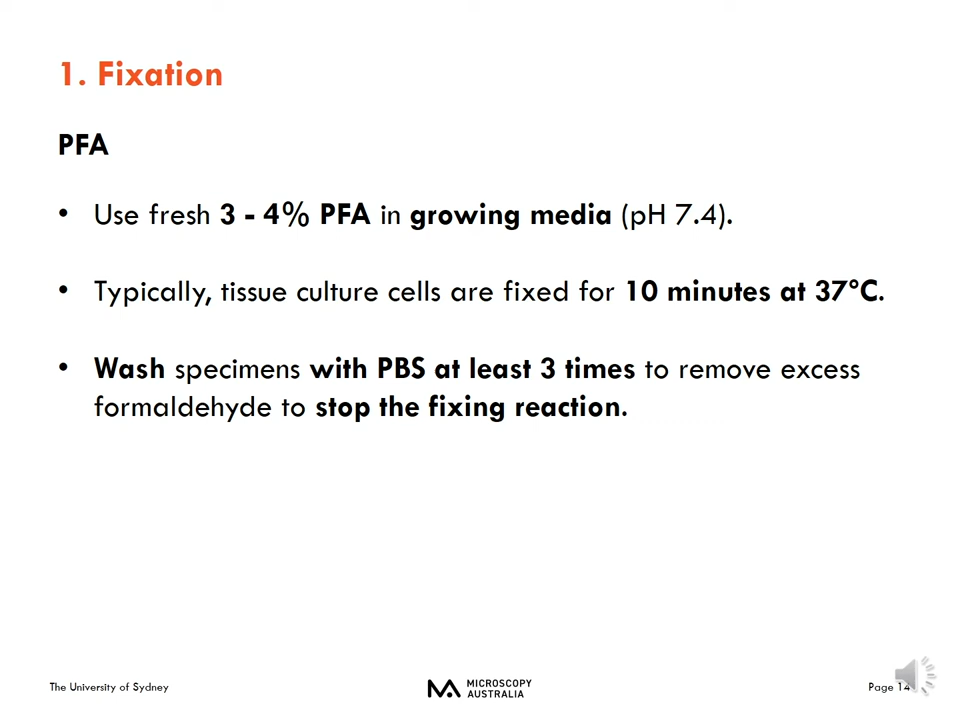 1. Fixation
PFA
• Use fresh 3 - 4% PFA in growing media (pH 7.4).
• Typically, tissue culture cells are fixed for 10 minutes at 37°C.
• Wash specimens with PBS at least 3 times to remove excess
formaldehyde to stop the fixing reaction.
The University of Sydney
MICROSCOPY
AUSTRALIA
Page 14